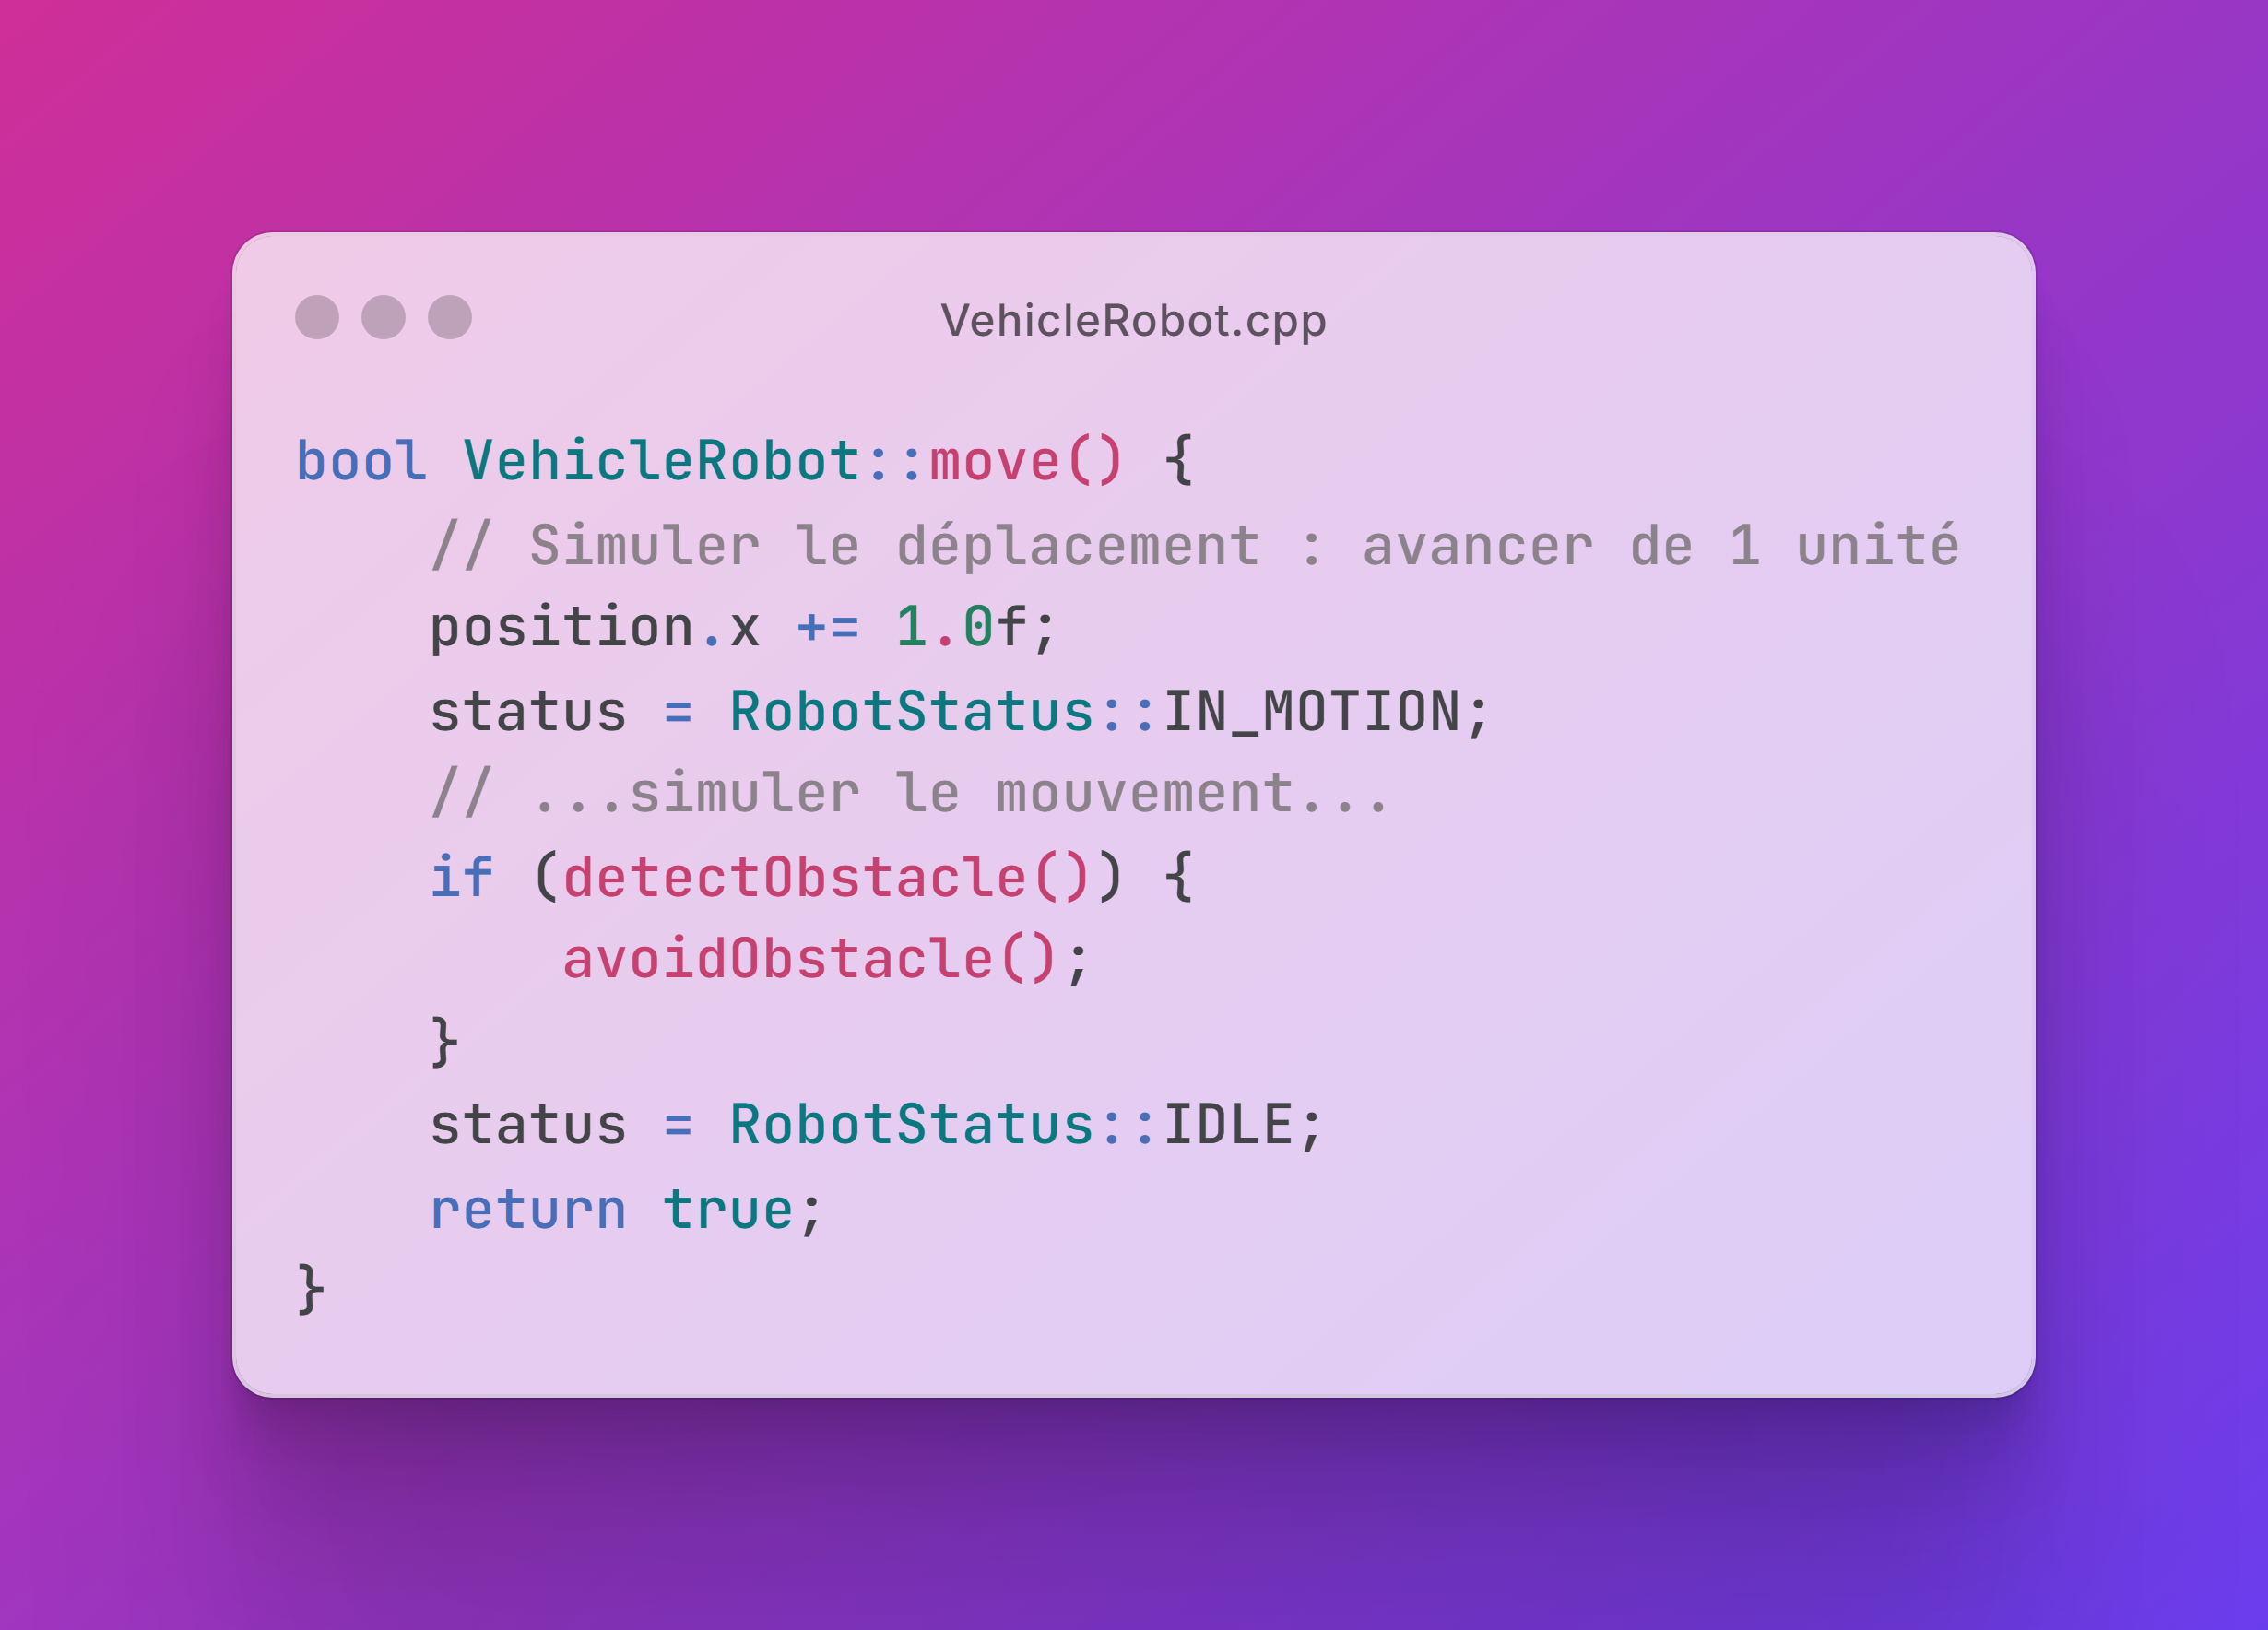 VehicleRobot.cpp
bool VehicleRobot::move() {
    // Simuler le déplacement : avancer de 1 unité
    position.x += 1.0f;
    status = RobotStatus::IN_MOTION;
    // ...simuler le mouvement...
    if (detectObstacle()) {
        avoidObstacle();
    }
    status = RobotStatus::IDLE;
    return true;
}